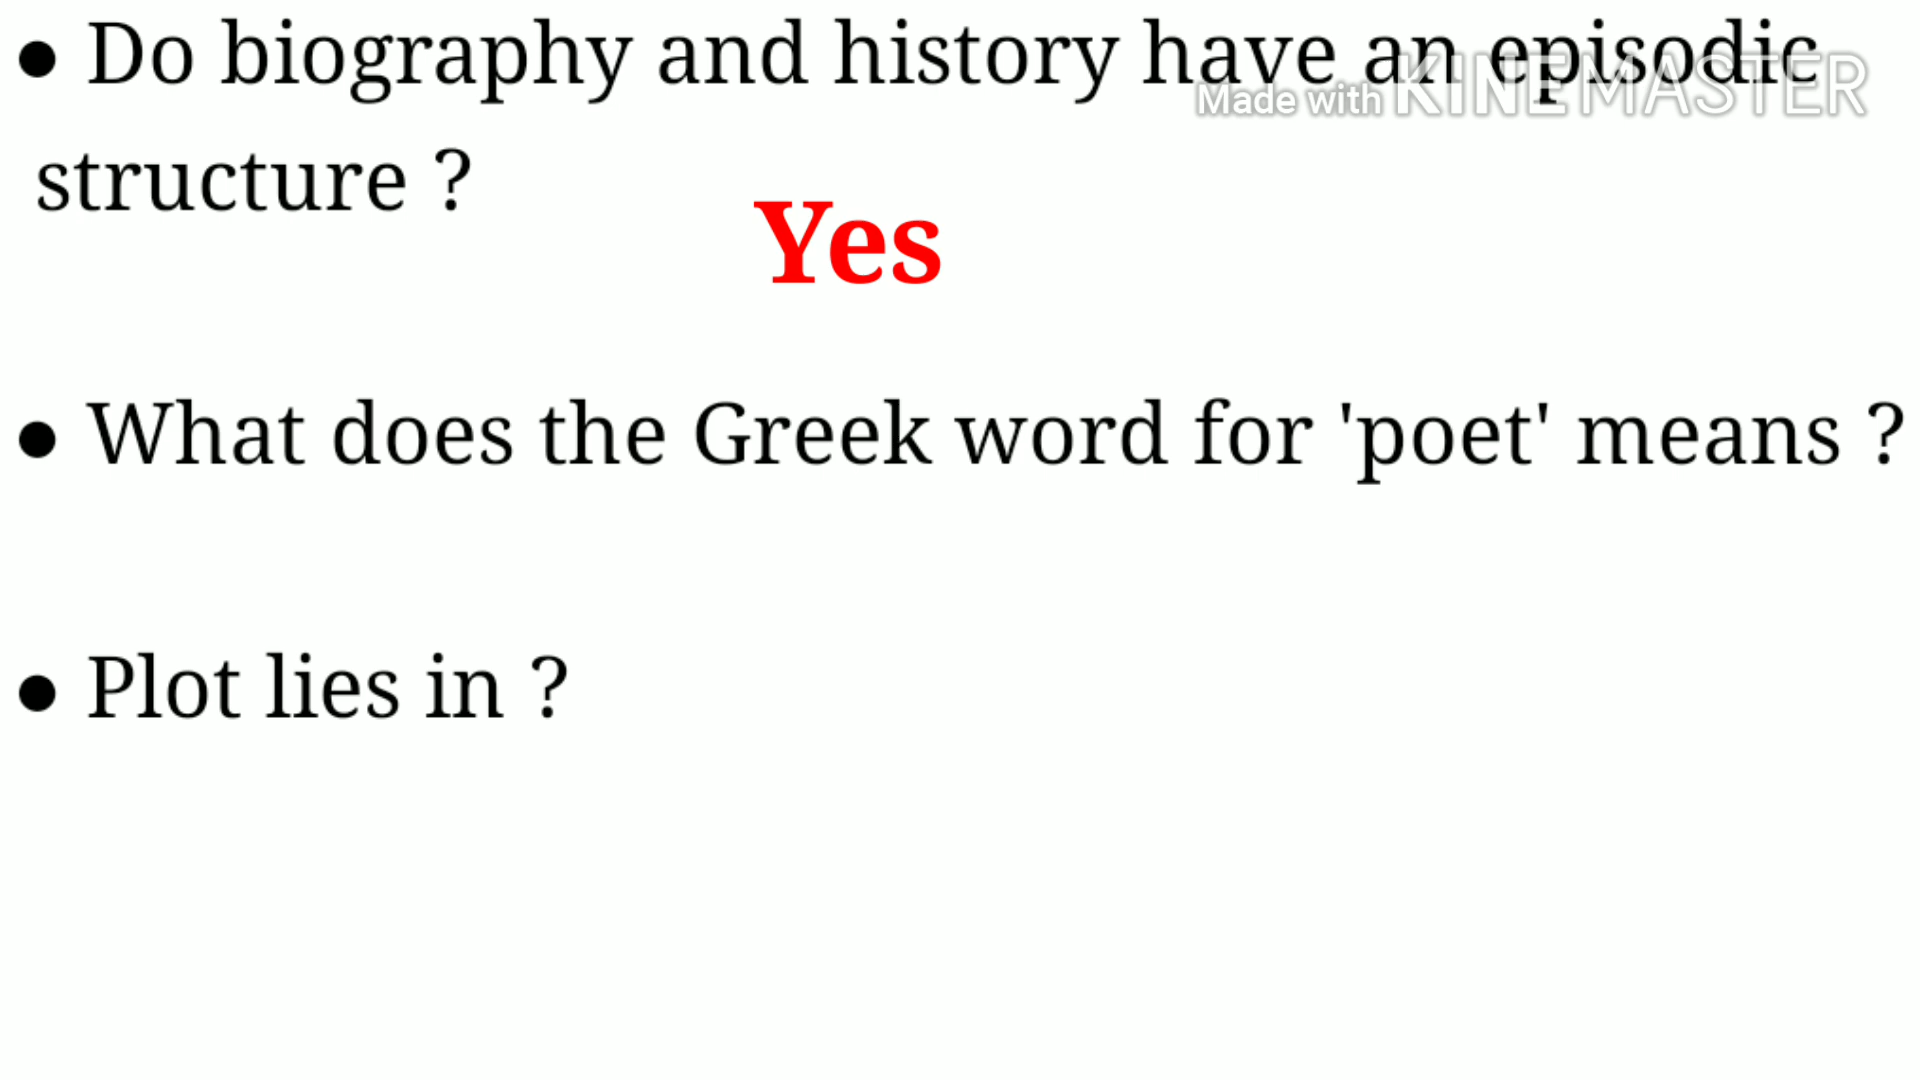 ● Do biography and history have an episodic
Made with KINEMASTER
structure ?
Yes
● What does the Greek word for 'poet' means ?
● Plot lies in ?